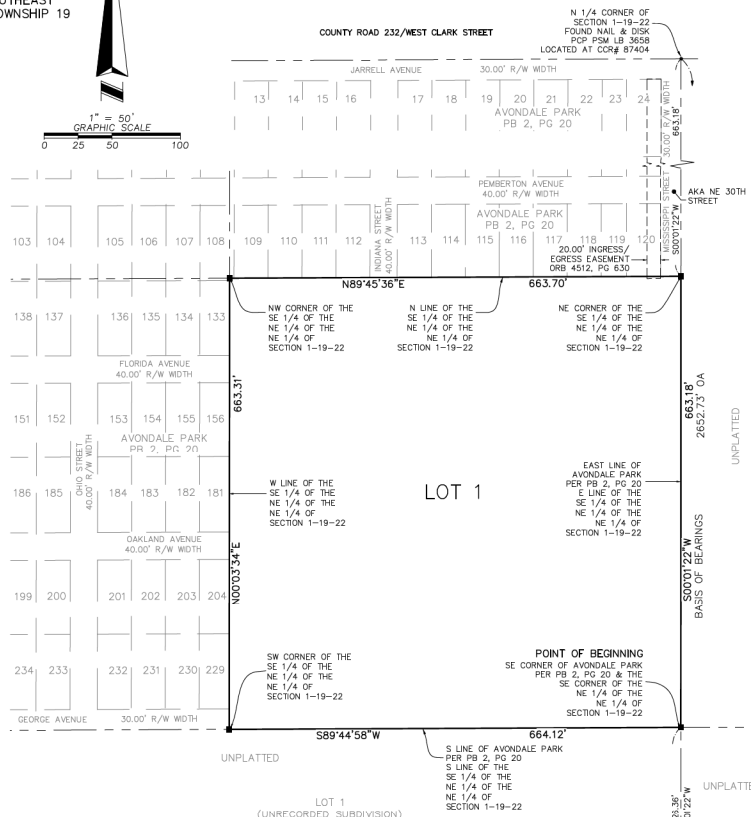 OUTHEAST
OWNSHIP 19
1" = 50'
GRAPHIC SCALE
0 25 50 100
COUNTY ROAD 232/WEST CLARK STREET
N 1/4 CORNER OF
SECTION 1-19-22
FOUND NAIL & DISK
PCP PSM LB 3658
LOCATED AT CCR# 87404
JARRELL AVENUE 30.00' R/W WIDTH
13 14 15 16 17 18 19 20 21 22 23 24
AVONDALE PARK
PB 2, PG 20
30.00' R/W WIDTH
663.18'
PEMBERTON AVENUE
40.00' R/W WIDTH
AVONDALE PARK
PB 2, PG 20
INDIANA STREET
40.00' R/W WIDTH
MISSISSIPPI STREET
S00°01'22"W
AKA NE 30TH
STREET
103 104 105 106 107 108 109 110 111 112 113 114 115 116 117 118 119 120
20.00' INGRESS/
EGRESS EASEMENT
ORB 4512, PG 630
N89°45'36"E 663.70'
NW CORNER OF THE
SE 1/4 OF THE
NE 1/4 OF THE
NE 1/4 OF
SECTION 1-19-22
N LINE OF THE
SE 1/4 OF THE
NE 1/4 OF THE
NE 1/4 OF
SECTION 1-19-22
NE CORNER OF THE
SE 1/4 OF THE
NE 1/4 OF THE
NE 1/4 OF
SECTION 1-19-22
138 137 136 135 134 133
FLORIDA AVENUE
40.00' R/W WIDTH
663.31'
663.18'
2652.73' OA
UNPLATTED
151 152 153 154 155 156
AVONDALE PARK
PB 2, PG 20
OHIO STREET
40.00' R/W WIDTH
186 185 184 183 182 181
W LINE OF THE
SE 1/4 OF THE
NE 1/4 OF THE
NE 1/4 OF
SECTION 1-19-22
LOT 1
EAST LINE OF
AVONDALE PARK
PER PB 2, PG 20
E LINE OF THE
SE 1/4 OF THE
NE 1/4 OF THE
NE 1/4 OF
SECTION 1-19-22
OAKLAND AVENUE
40.00' R/W WIDTH
N00°03'34"E
S00°01'22"W
BASIS OF BEARINGS
199 200 201 202 203 204
SW CORNER OF THE
SE 1/4 OF THE
NE 1/4 OF THE
NE 1/4 OF
SECTION 1-19-22
POINT OF BEGINNING
SE CORNER OF AVONDALE PARK
PER PB 2, PG 20 & THE
SE CORNER OF THE
NE 1/4 OF THE
NE 1/4 OF
SECTION 1-19-22
234 233 232 231 230 229
GEORGE AVENUE 30.00' R/W WIDTH
S89°44'58"W 664.12'
UNPLATTED
S LINE OF AVONDALE PARK
PER PB 2, PG 20
S LINE OF THE
SE 1/4 OF THE
NE 1/4 OF THE
NE 1/4 OF
SECTION 1-19-22
LOT 1
(UNRECORDED SUBDIVISION)
UNPLATTE